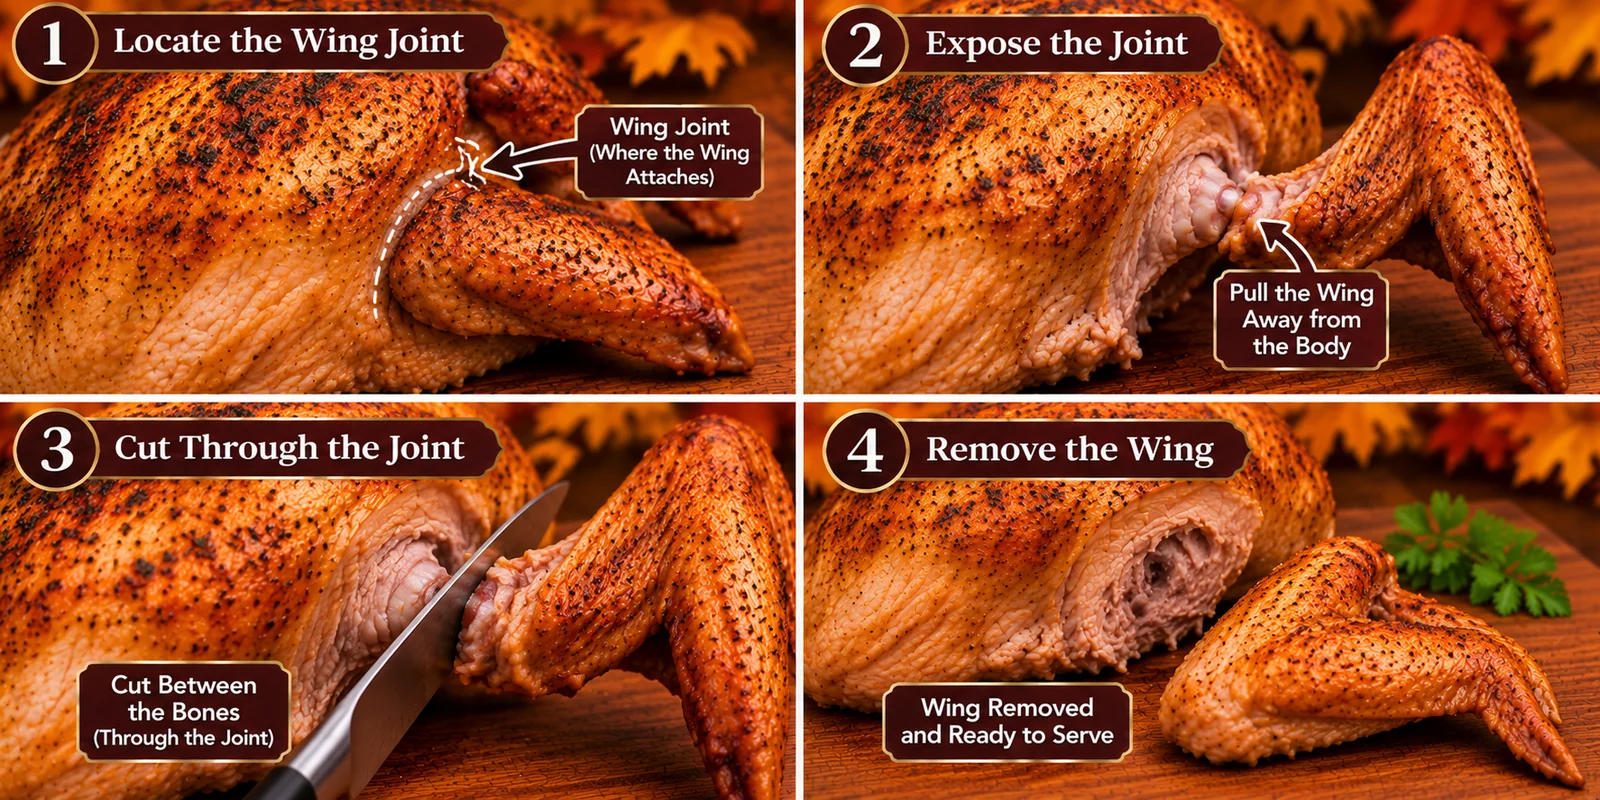 1
Locate the Wing Joint
Wing Joint
(Where the Wing
Attaches)
2
Expose the Joint
Pull the Wing
Away from
the Body
3
Cut Through the Joint
Cut Between
the Bones
(Through the Joint)
4
Remove the Wing
Wing Removed
and Ready to Serve